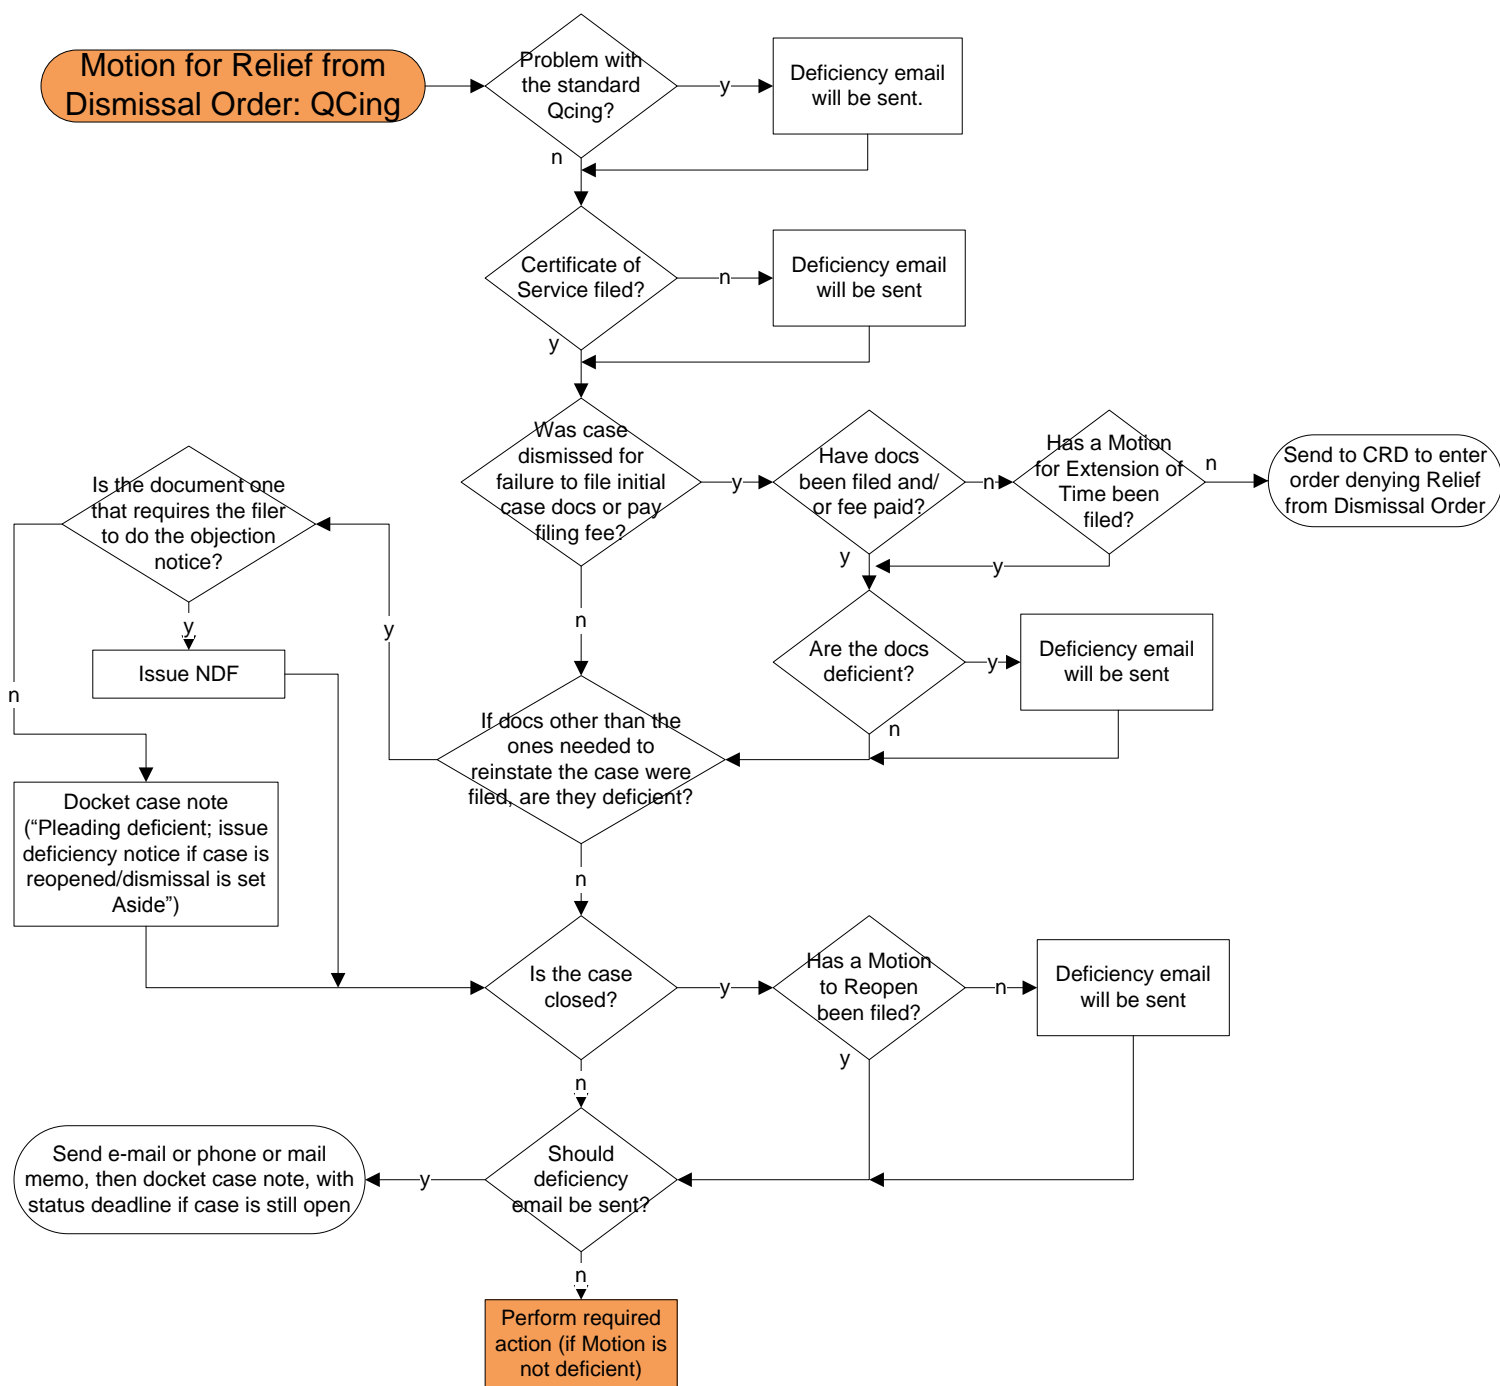 Motion for Relief from
Dismissal Order: QCing
Problem with
the standard
Qcing?
y
Deficiency email
will be sent.
n
Certificate of
Service filed?
n
Deficiency email
will be sent
y
Was case
dismissed for
failure to file initial
case docs or pay
filing fee?
y
Have docs
been filed and/
or fee paid?
n
Has a Motion
for Extension of
Time been
filed?
n
Send to CRD to enter
order denying Relief
from Dismissal Order
y
y
n
Are the docs
deficient?
y
Deficiency email
will be sent
n
If docs other than the
ones needed to
reinstate the case were
filed, are they deficient?
y
Is the document one
that requires the filer
to do the objection
notice?
y
Issue NDF
n
Docket case note
(“Pleading deficient; issue
deficiency notice if case is
reopened/dismissal is set
Aside”)
n
Is the case
closed?
y
Has a Motion
to Reopen
been filed?
n
Deficiency email
will be sent
y
n
Should
deficiency
email be sent?
y
Send e-mail or phone or mail
memo, then docket case note, with
status deadline if case is still open
n
Perform required
action (if Motion is
not deficient)